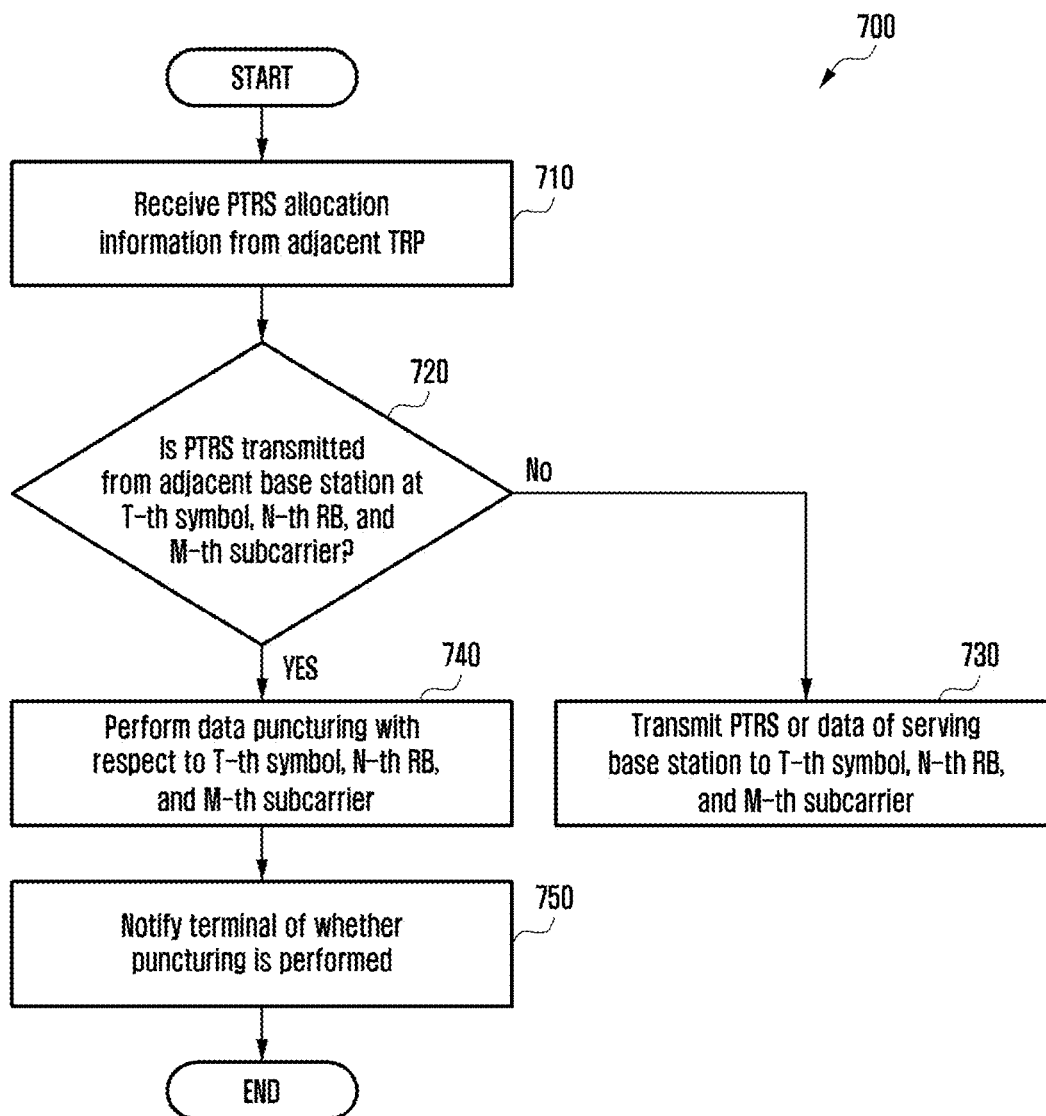 700
START
710
Receive PTRS allocation
information from adjacent TRP
720
Is PTRS transmitted
from adjacent base station at
T-th symbol, N-th RB, and
M-th subcarrier?
No
YES
740
Perform data puncturing with
respect to T-th symbol, N-th RB,
and M-th subcarrier
730
Transmit PTRS or data of serving
base station to T-th symbol, N-th RB,
and M-th subcarrier
750
Notify terminal of whether
puncturing is performed
END